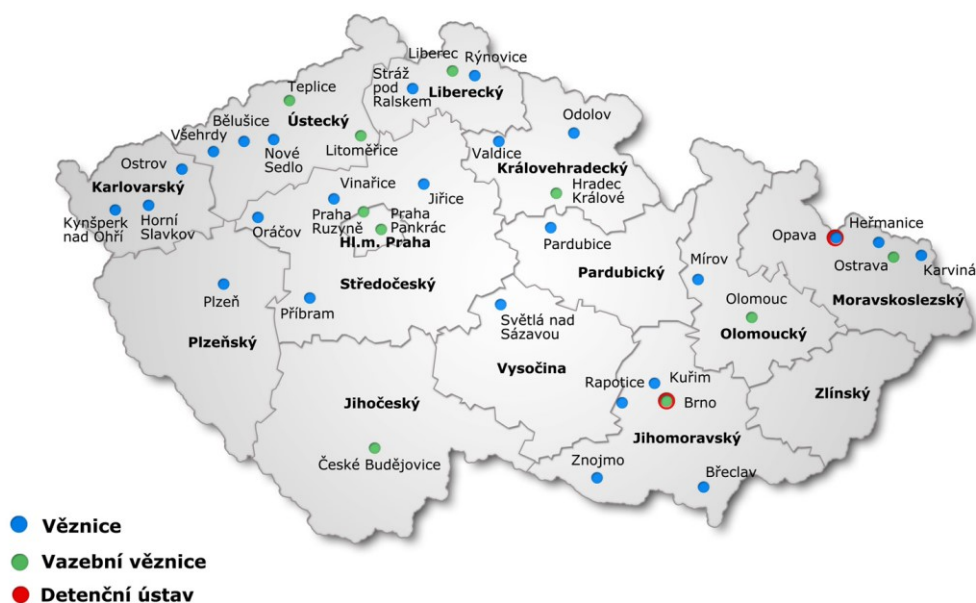 Liberec
Rýnovice
Stráž
pod
Ralskem
Liberecký
Teplice
Ústecký
Bělušice
Všehrdy
Nové
Sedlo
Litoměřice
Odolov
Valdice
Královehradecký
Hradec
Králové
Ostrov
Karlovarský
Kynšperk
nad Ohří
Horní
Slavkov
Vinařice
Jiřice
Oráčov
Praha
Ruzyně
Praha
Pankrác
Hl.m. Praha
Středočeský
Příbram
Pardubice
Pardubický
Opava
Heřmanice
Ostrava
Karviná
Moravskoslezský
Mírov
Olomouc
Olomoucký
Plzeň
Plzeňský
Světlá nad
Sázavou
Vysočina
Rapotice
Kuřim
Brno
Jihomoravský
Zlínský
Jihočeský
České Budějovice
Znojmo
Břeclav
Věznice
Vazební věznice
Detenční ústav